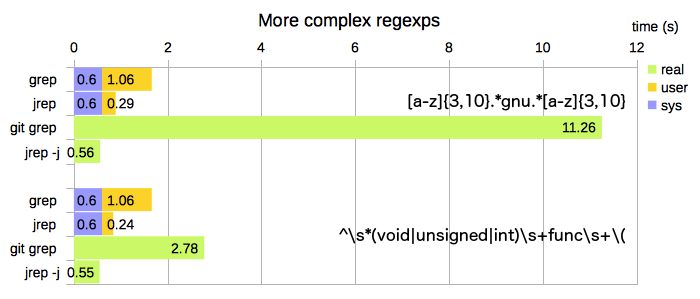 More complex regexps
time (s)
0 2 4 6 8 10 12
real
user
sys
grep 0.6 1.06
jrep 0.6 0.29
[a-z]{3,10}.*gnu.*[a-z]{3,10}
git grep 11.26
jrep -j 0.56
grep 0.6 1.06
jrep 0.6 0.24
^\s*(void|unsigned|int)\s+func\s+\(
git grep 2.78
jrep -j 0.55